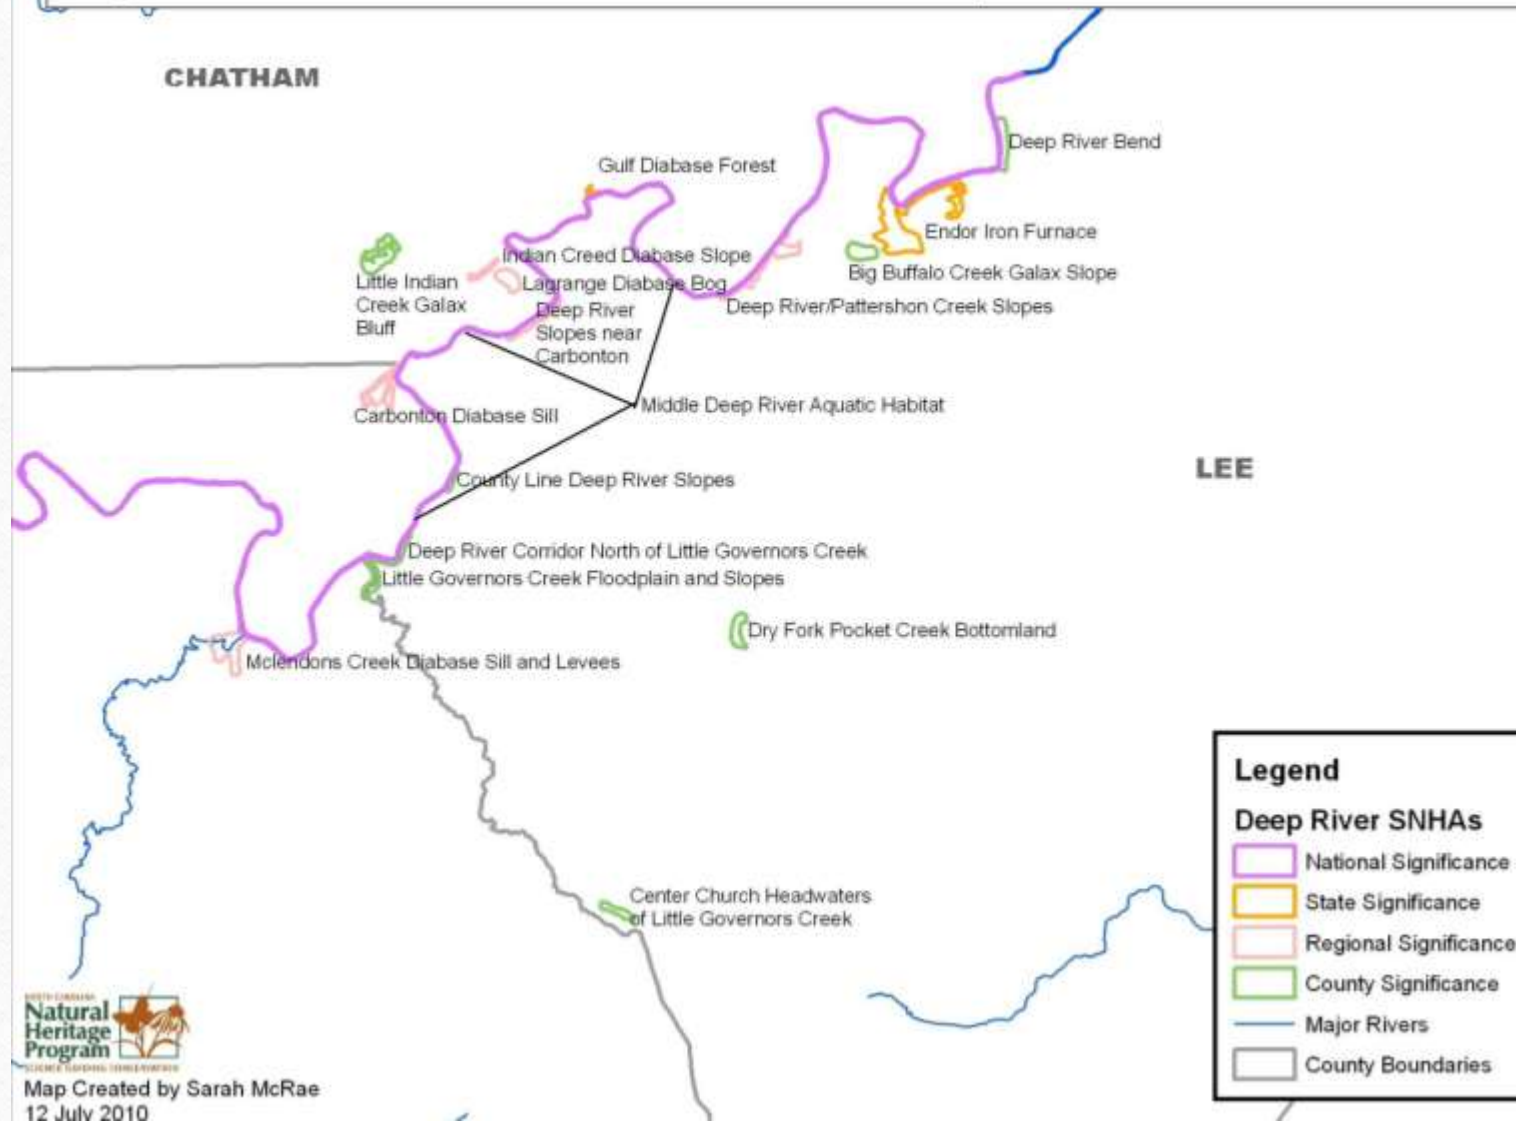 CHATHAM
Deep River Bend
Gulf Diabase Forest
Endor Iron Furnace
Indian Creed Diabase Slope
Big Buffalo Creek Galax Slope
Little Indian
Creek Galax
Bluff
Lagrange Diabase Bog
Deep River/Pattershon Creek Slopes
Deep River
Slopes near
Carbonton
Middle Deep River Aquatic Habitat
Carbonton Diabase Sill
LEE
County Line Deep River Slopes
Deep River Corridor North of Little Governors Creek
Little Governors Creek Floodplain and Slopes
Dry Fork Pocket Creek Bottomland
Mclendons Creek Diabase Sill and Levees
Center Church Headwaters
of Little Governors Creek
Legend
Deep River SNHAs
National Significance
State Significance
Regional Significance
County Significance
Major Rivers
County Boundaries
NORTH CAROLINA
Natural
Heritage
Program
SCIENCE GUIDING CONSERVATION
Map Created by Sarah McRae
12 July 2010